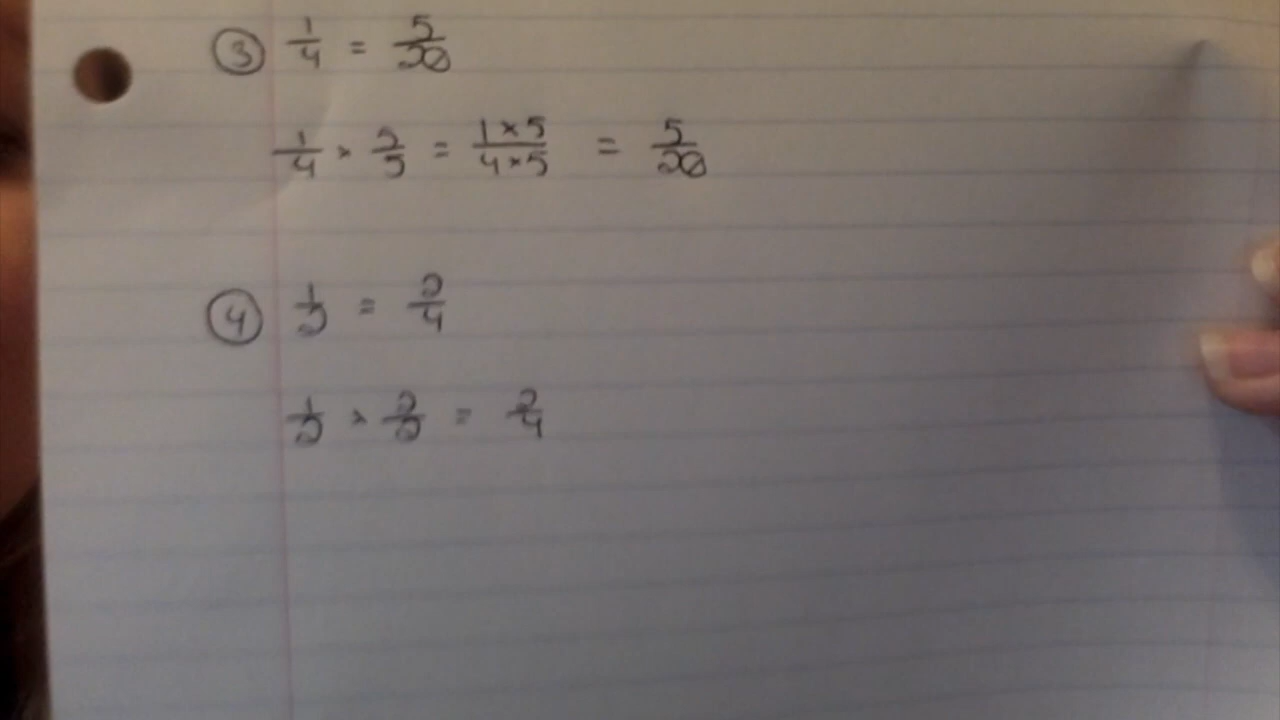 ③ 1/4 = 5/20
1/4 × 5/5 = 1×5/4×5 = 5/20
④ 1/2 = 2/4
1/2 × 2/2 = 2/4